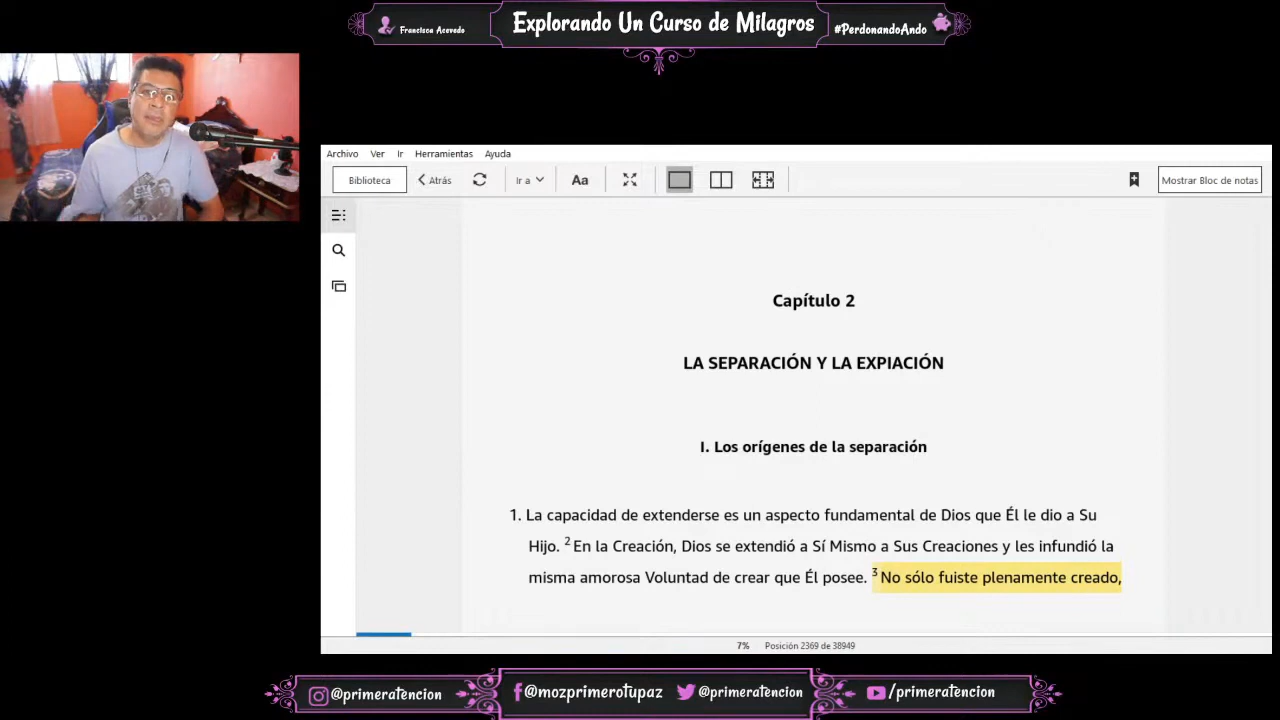 Francisca Acevedo
Explorando Un Curso de Milagros
#PerdonandoAndo
Archivo Ver Ir Herramientas Ayuda
Biblioteca Atrás Ir a Aa Mostrar Bloc de notas
Capítulo 2
LA SEPARACIÓN Y LA EXPIACIÓN
I. Los orígenes de la separación
1. La capacidad de extenderse es un aspecto fundamental de Dios que Él le dio a Su
Hijo. 2 En la Creación, Dios se extendió a Sí Mismo a Sus Creaciones y les infundió la
misma amorosa Voluntad de crear que Él posee. 3 No sólo fuiste plenamente creado,
7% Posición 2369 de 38949
@primeratencion
@mozprimerotupaz
@primeratencion
/primeratencion